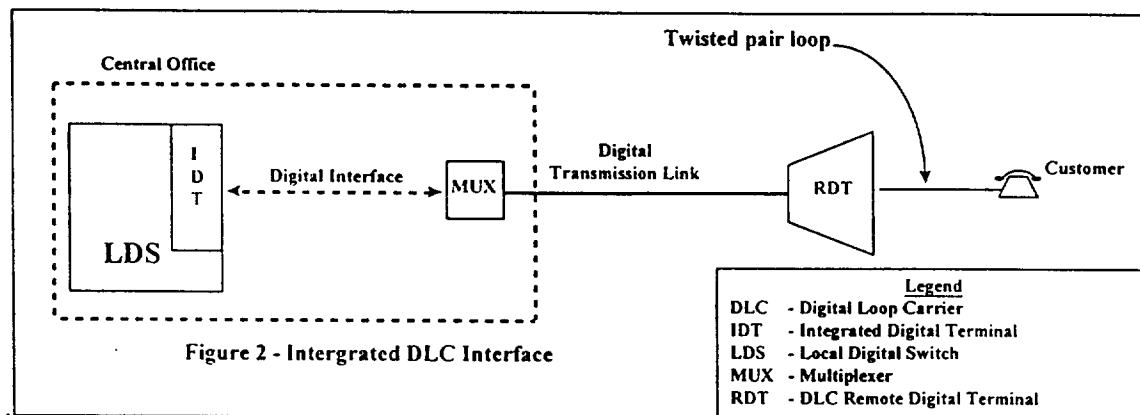 Twisted pair loop
Central Office
I
D
T
LDS
Digital Interface
MUX
Digital
Transmission Link
RDT
Customer
Figure 2 - Intergrated DLC Interface
Legend
DLC - Digital Loop Carrier
IDT - Integrated Digital Terminal
LDS - Local Digital Switch
MUX - Multiplexer
RDT - DLC Remote Digital Terminal